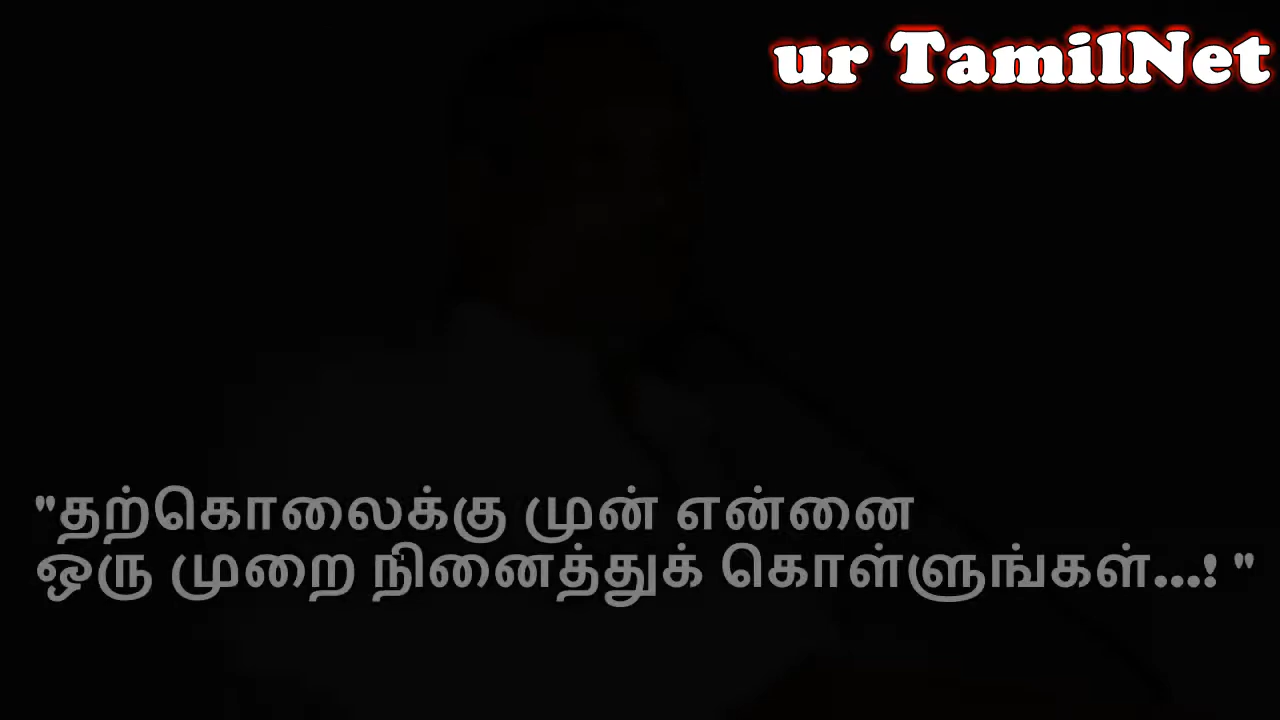 ur TamilNet
"தற்கொலைக்கு முன் என்னை
ஒரு முறை நினைத்துக் கொள்ளுங்கள்...! "